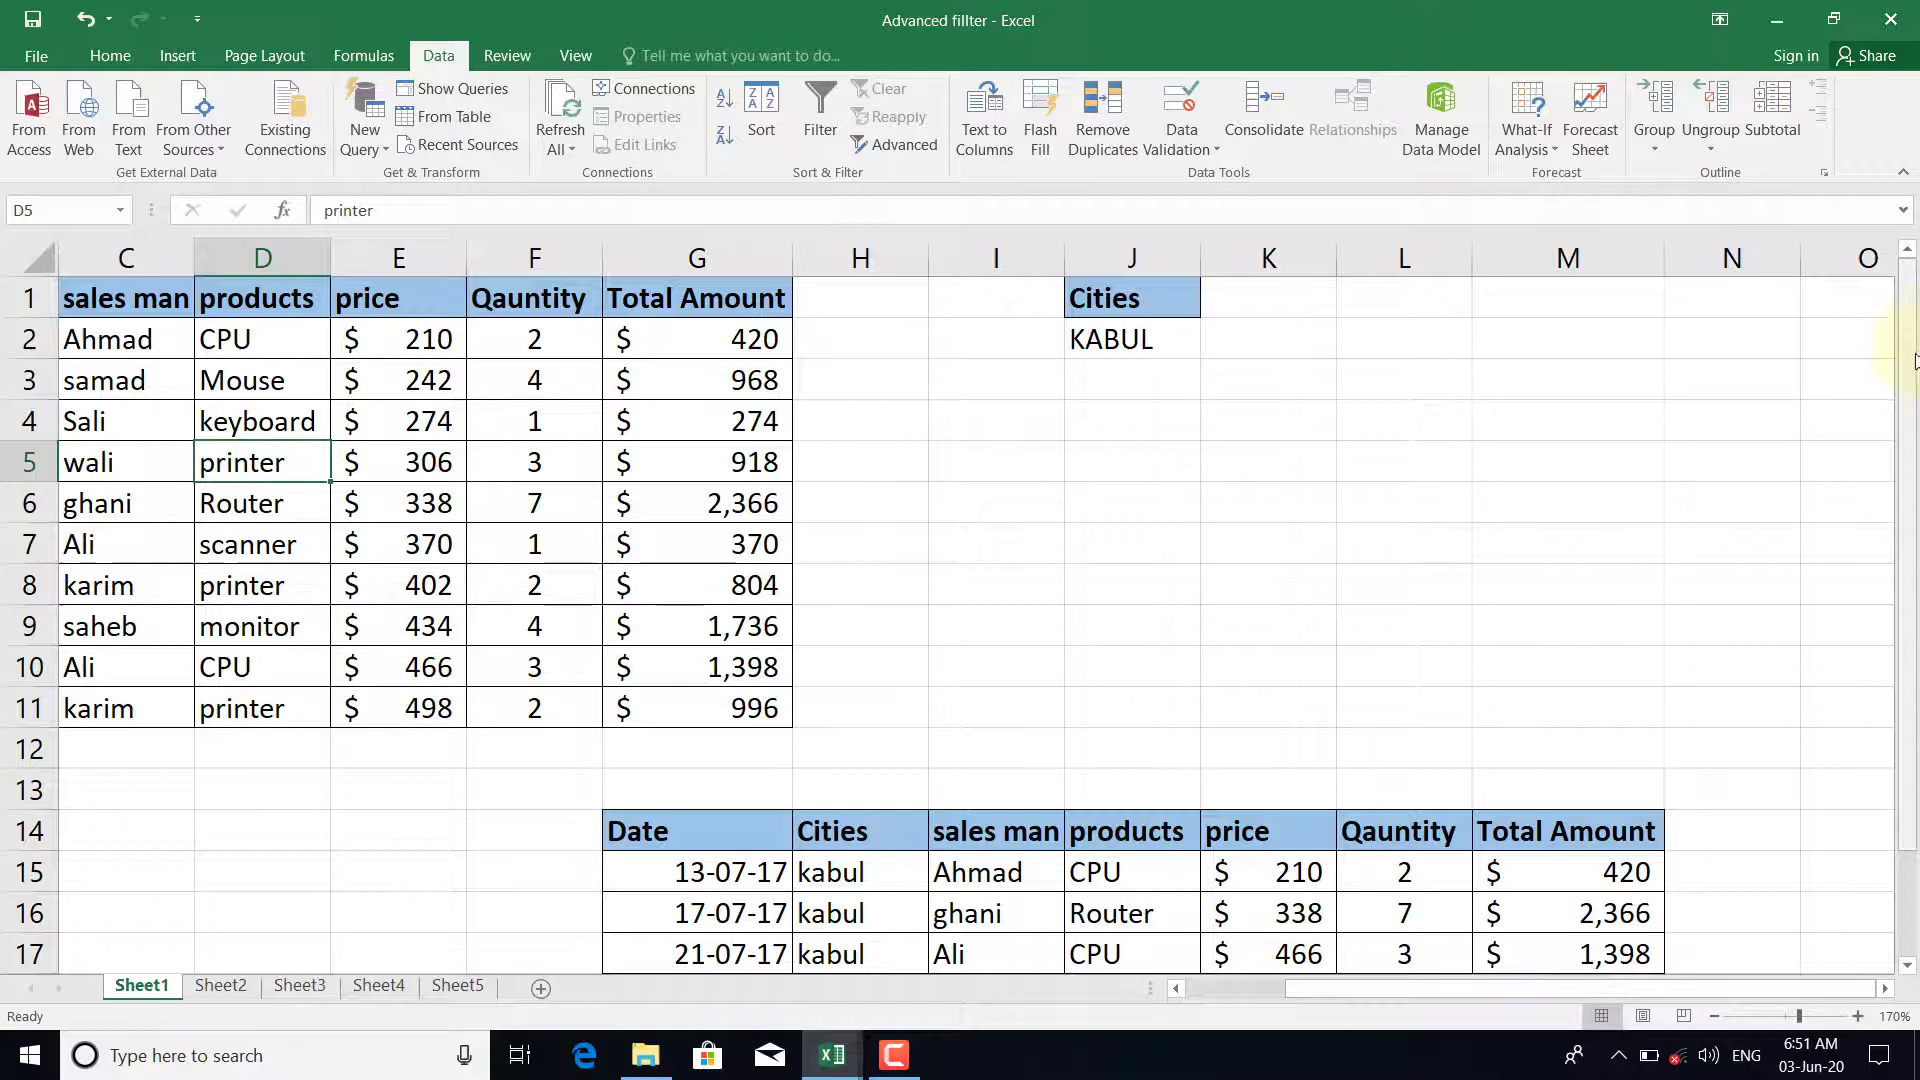 Advanced fillter - Excel
File Home Insert Page Layout Formulas Data Review View Tell me what you want to do... Sign in Share
From Access
From Web
From Text
From Other Sources
Existing Connections
Get External Data
New Query
Show Queries
From Table
Recent Sources
Get & Transform
Refresh All
Connections
Properties
Edit Links
Connections
Sort
Filter
Clear
Reapply
Advanced
Sort & Filter
Text to Columns
Flash Fill
Remove Duplicates
Data Validation
Consolidate
Relationships
Manage Data Model
Data Tools
What-If Analysis
Forecast Sheet
Forecast
Group
Ungroup
Subtotal
Outline
D5 fx printer
C D E F G H I J K L M N O
1 sales man products price Qauntity Total Amount Cities
2 Ahmad CPU $ 210 2 $ 420 KABUL
3 samad Mouse $ 242 4 $ 968
4 Sali keyboard $ 274 1 $ 274
5 wali printer $ 306 3 $ 918
6 ghani Router $ 338 7 $ 2,366
7 Ali scanner $ 370 1 $ 370
8 karim printer $ 402 2 $ 804
9 saheb monitor $ 434 4 $ 1,736
10 Ali CPU $ 466 3 $ 1,398
11 karim printer $ 498 2 $ 996
12
13
14 Date Cities sales man products price Qauntity Total Amount
15 13-07-17 kabul Ahmad CPU $ 210 2 $ 420
16 17-07-17 kabul ghani Router $ 338 7 $ 2,366
17 21-07-17 kabul Ali CPU $ 466 3 $ 1,398
Sheet1 Sheet2 Sheet3 Sheet4 Sheet5
Ready 170%
Type here to search ENG 6:51 AM
03-Jun-20